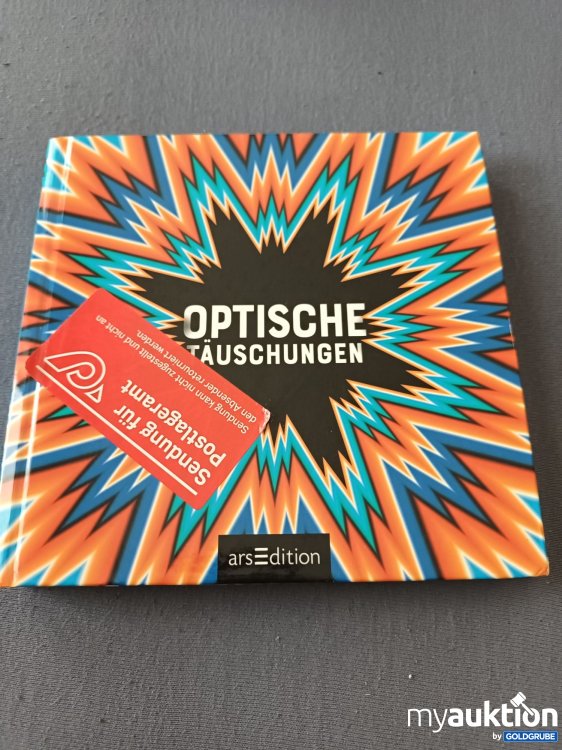 OPTISCHE
TÄUSCHUNGEN
Sendung für
Postlageramt
Sendung kann nicht zugestellt und nicht an
den Absender retourniert werden.
arsEdition
myauktion
by GOLDGRUBE